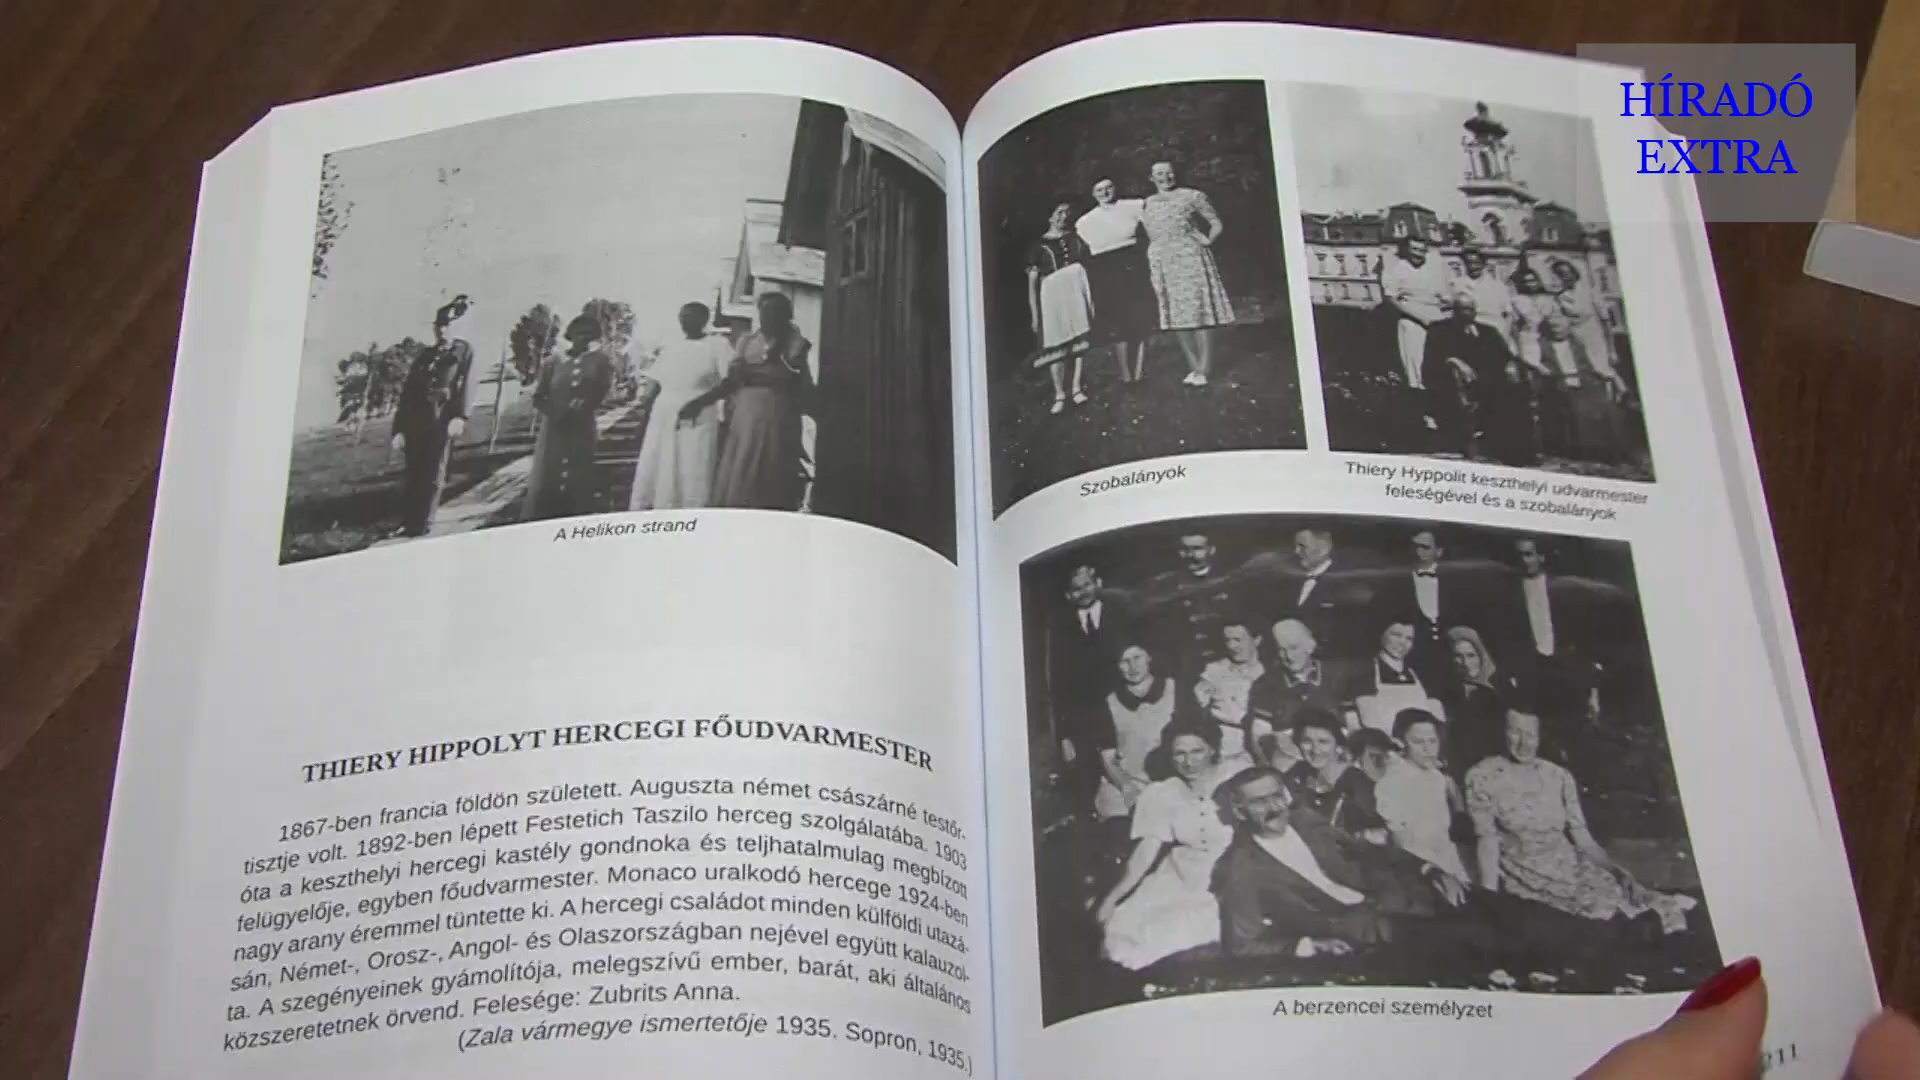 A Helikon strand
THIERY HIPPOLYT HERCEGI FŐUDVARMESTER
1867-ben francia földön született. Auguszta német császárné testőr-
tisztje volt. 1892-ben lépett Festetich Taszilo herceg szolgálatába. 1903
óta a keszthelyi hercegi kastély gondnoka és teljhatalmulag megbízott
felügyelője, egyben főudvarmester. Monaco uralkodó hercege 1924-ben
nagy arany éremmel tüntette ki. A hercegi családot minden külföldi utazá-
sán, Német-, Orosz-, Angol- és Olaszországban nejével együtt kalauzol-
ta. A szegényeinek gyámolítója, melegszívű ember, barát, aki általános
közszeretetnek örvend. Felesége: Zubrits Anna.
(Zala vármegye ismertetője 1935. Sopron, 1935.)
Szobalányok
Thiery Hyppolit keszthelyi udvarmester
feleségével és a szobalányok
A berzencei személyzet
211
HÍRADÓ
EXTRA